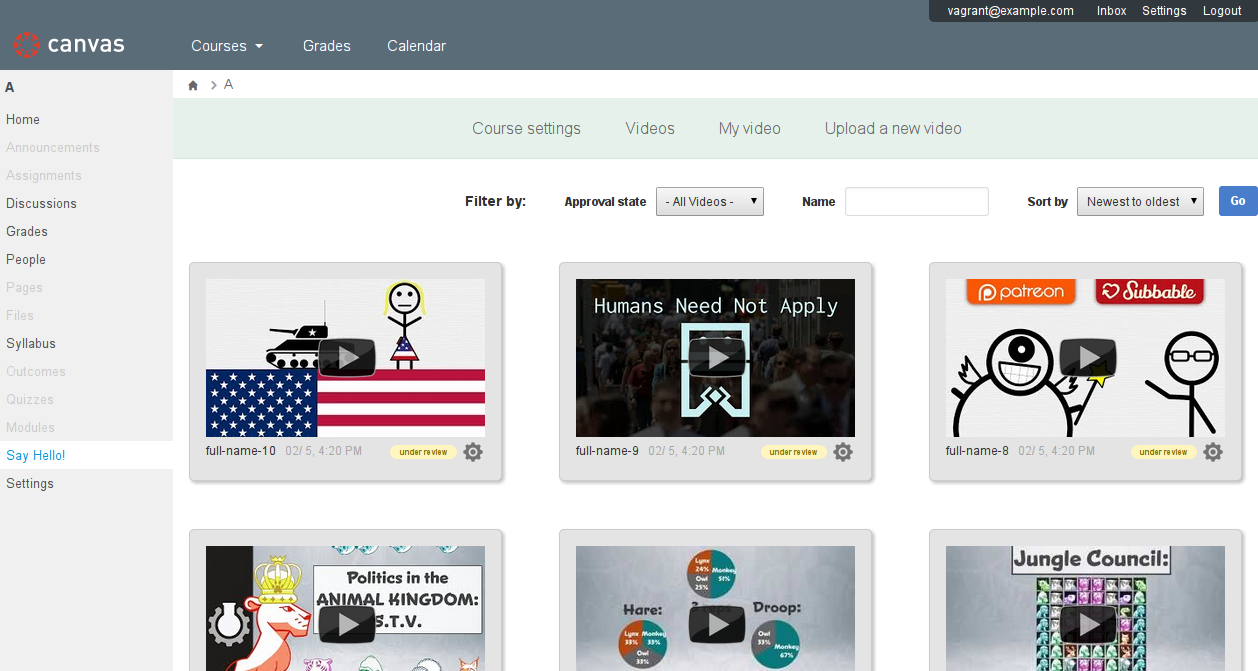 vagrant@example.com Inbox Settings Logout
canvas Courses Grades Calendar
A
A
Home
Announcements
Assignments
Discussions
Grades
People
Pages
Files
Syllabus
Outcomes
Quizzes
Modules
Say Hello!
Settings
Course settings Videos My video Upload a new video
Filter by: Approval state - All Videos - Name Sort by Newest to oldest Go
full-name-10 02/ 5, 4:20 PM under review
Humans Need Not Apply
full-name-9 02/ 5, 4:20 PM under review
patreon Subbable
full-name-8 02/ 5, 4:20 PM under review
Politics in the
ANIMAL KINGDOM:
S.T.V.
Lynx 24%
Monkey 51%
Owl 25%
Hare:
Droop:
Lynx 33%
Monkey 33%
Owl 33%
Owl 33%
Monkey 67%
Jungle Council: